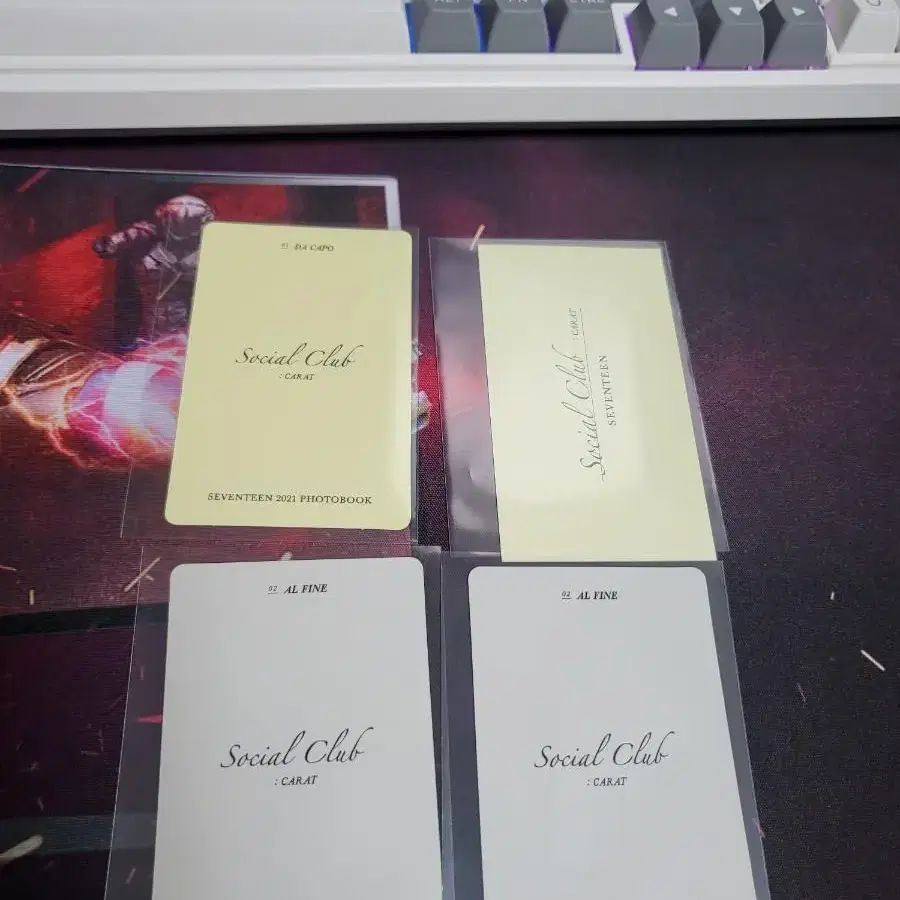 01 DA CAPO
Social Club
: CARAT
SEVENTEEN 2021 PHOTOBOOK
Social Club : CARAT
SEVENTEEN
02 AL FINE
Social Club
: CARAT
02 AL FINE
Social Club
: CARAT